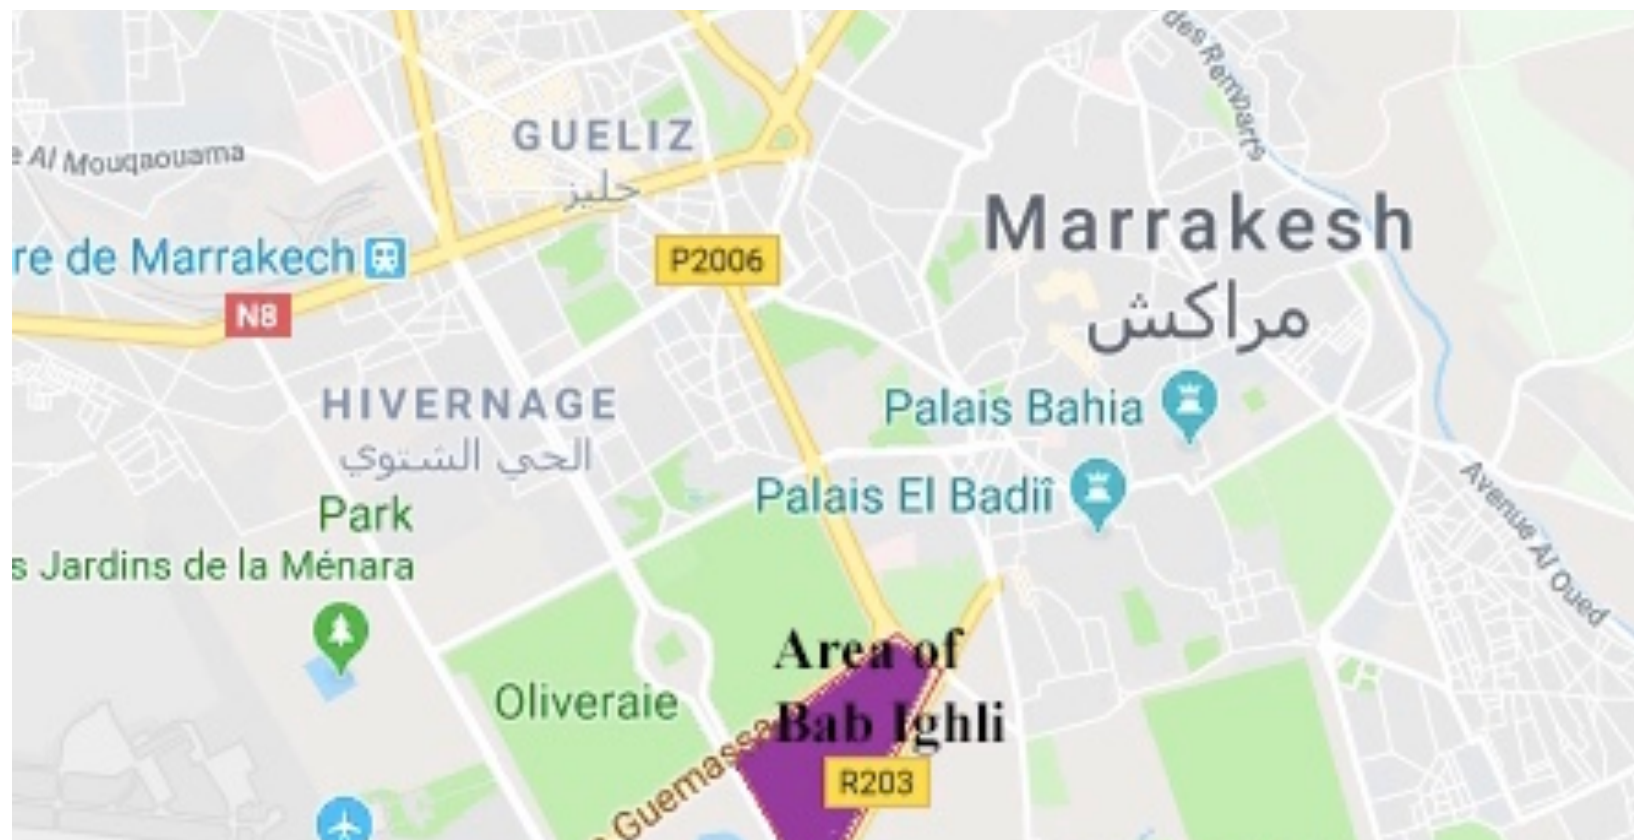 des Remparts
GUELIZ
جليز
e Al Mouqaouama
Marrakesh
مراكش
re de Marrakech
P2006
N8
HIVERNAGE
الحي الشتوي
Palais Bahia
Palais El Badiî
Park
s Jardins de la Ménara
Avenue Al Oued
Area of
Bab Ighli
Oliveraie
Guemassa
R203